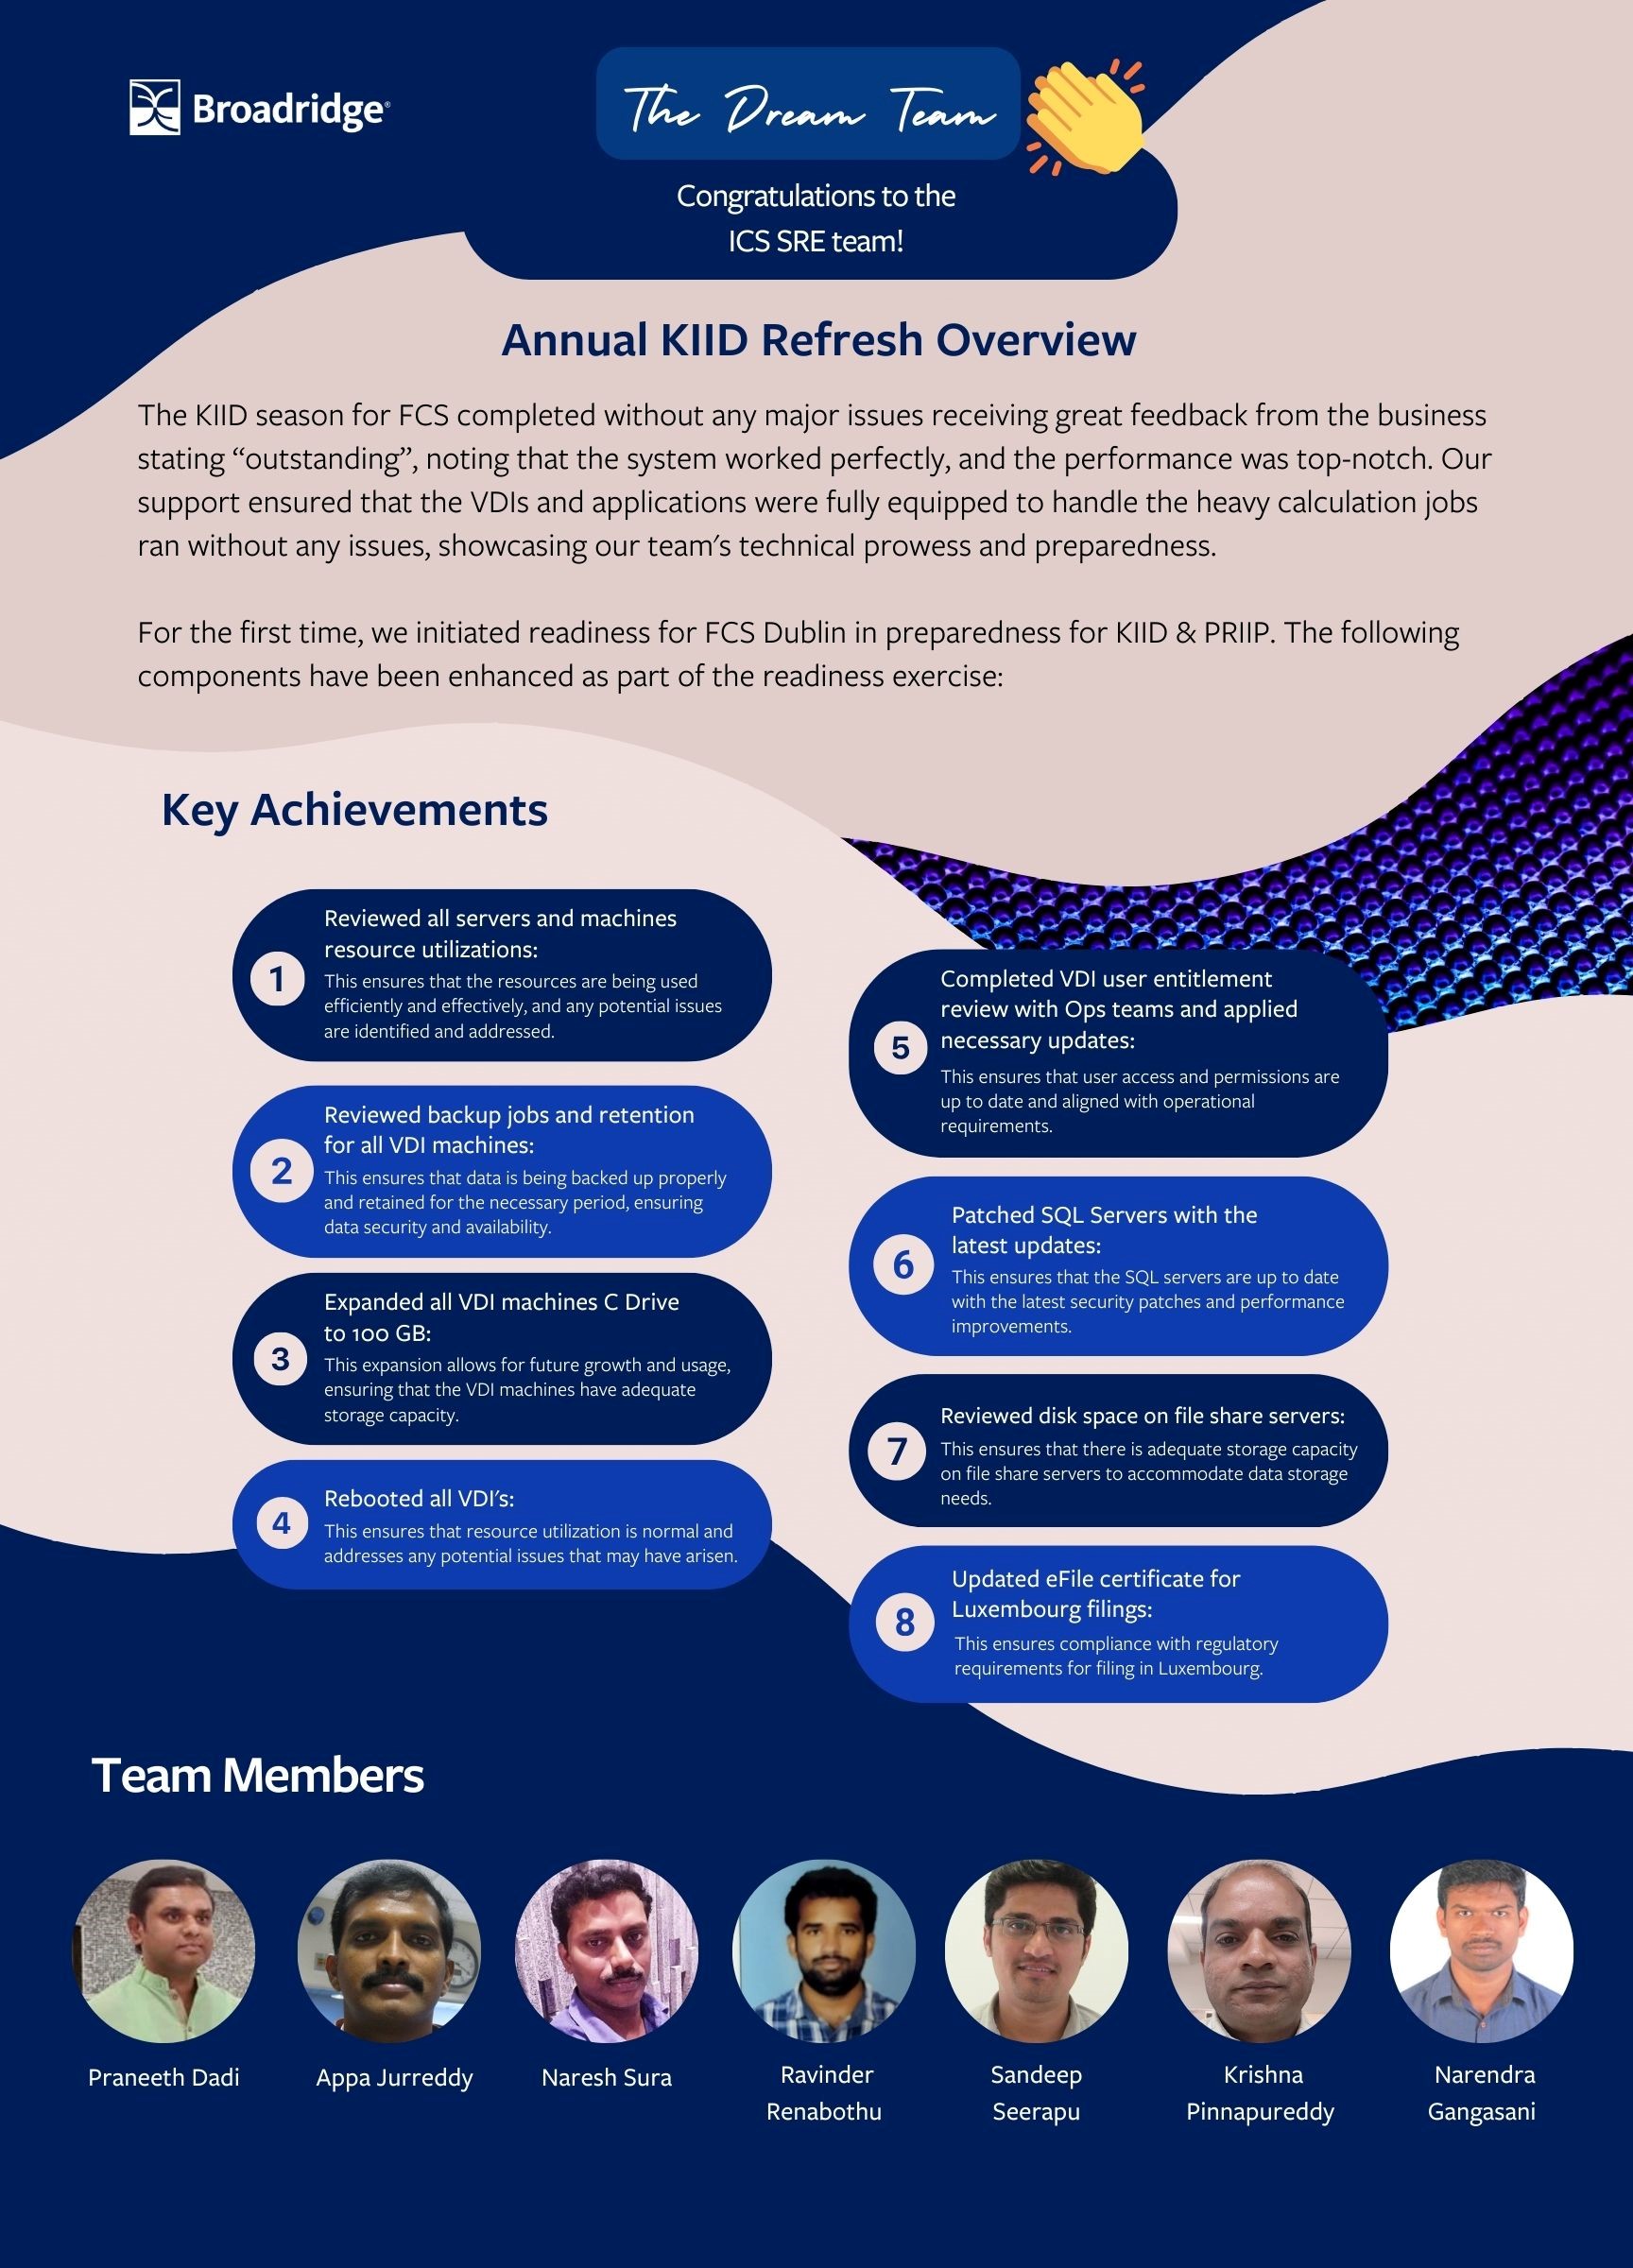 Broadridge®
The Dream Team
Congratulations to the
ICS SRE team!
Annual KIID Refresh Overview
The KIID season for FCS completed without any major issues receiving great feedback from the business
stating “outstanding”, noting that the system worked perfectly, and the performance was top-notch. Our
support ensured that the VDIs and applications were fully equipped to handle the heavy calculation jobs
ran without any issues, showcasing our team's technical prowess and preparedness.
For the first time, we initiated readiness for FCS Dublin in preparedness for KIID & PRIIP. The following
components have been enhanced as part of the readiness exercise:
Key Achievements
1
Reviewed all servers and machines
resource utilizations:
This ensures that the resources are being used
efficiently and effectively, and any potential issues
are identified and addressed.
2
Reviewed backup jobs and retention
for all VDI machines:
This ensures that data is being backed up properly
and retained for the necessary period, ensuring
data security and availability.
3
Expanded all VDI machines C Drive
to 100 GB:
This expansion allows for future growth and usage,
ensuring that the VDI machines have adequate
storage capacity.
4
Rebooted all VDI's:
This ensures that resource utilization is normal and
addresses any potential issues that may have arisen.
5
Completed VDI user entitlement
review with Ops teams and applied
necessary updates:
This ensures that user access and permissions are
up to date and aligned with operational
requirements.
6
Patched SQL Servers with the
latest updates:
This ensures that the SQL servers are up to date
with the latest security patches and performance
improvements.
7
Reviewed disk space on file share servers:
This ensures that there is adequate storage capacity
on file share servers to accommodate data storage
needs.
8
Updated eFile certificate for
Luxembourg filings:
This ensures compliance with regulatory
requirements for filing in Luxembourg.
Team Members
Praneeth Dadi
Appa Jurreddy
Naresh Sura
Ravinder
Renabothu
Sandeep
Seerapu
Krishna
Pinnapureddy
Narendra
Gangasani